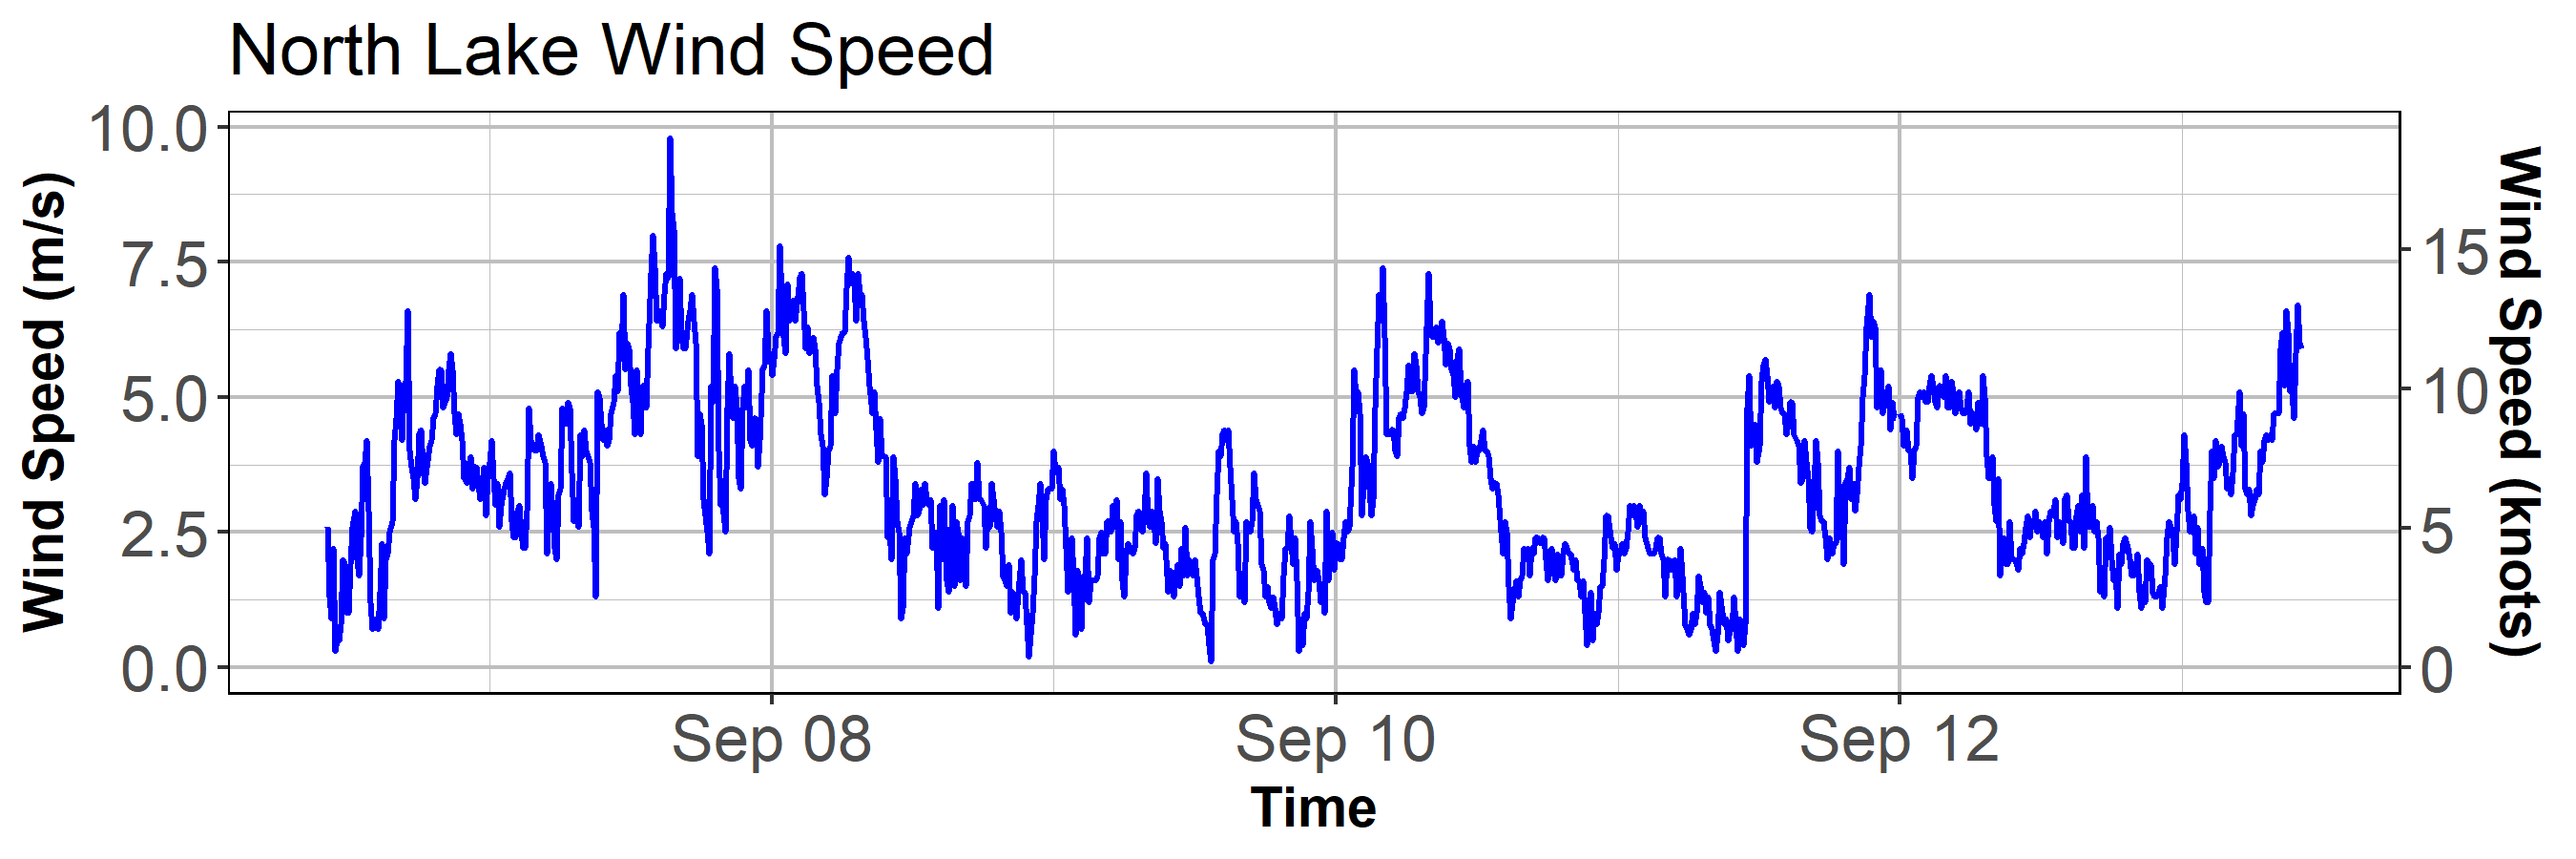 North Lake Wind Speed
Wind Speed (m/s)
10.0
7.5
5.0
2.5
0.0
Wind Speed (knots)
15
10
5
0
Sep 08
Sep 10
Sep 12
Time